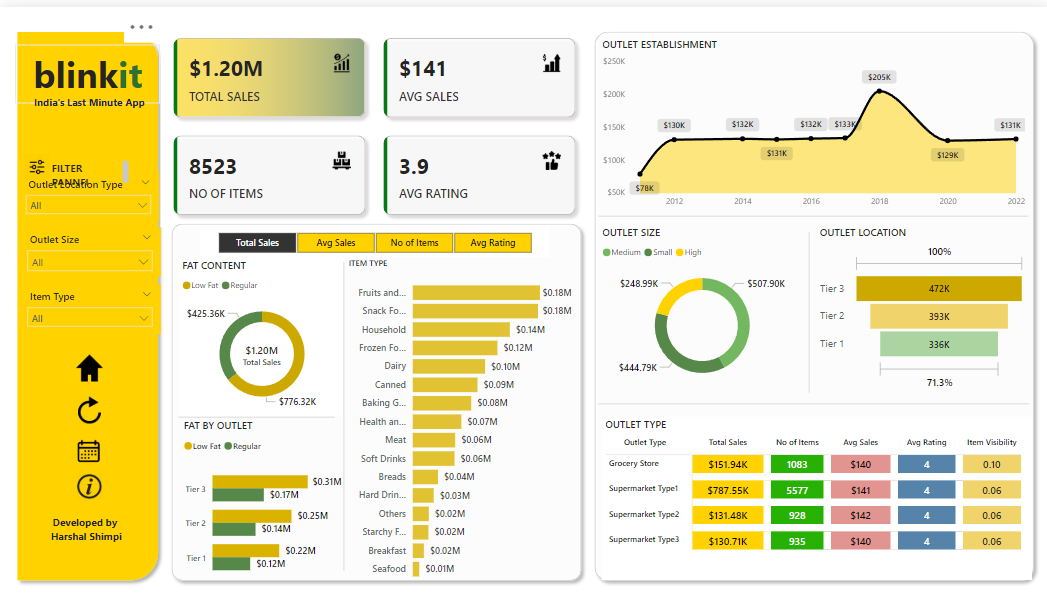 blinkit
India's Last Minute App
FILTER
PANNEL
Outlet Location Type
All
Outlet Size
All
Item Type
All
Developed by
Harshal Shimpi
$1.20M
TOTAL SALES
$141
AVG SALES
8523
NO OF ITEMS
3.9
AVG RATING
Total Sales Avg Sales No of Items Avg Rating
FAT CONTENT
Low Fat Regular
$425.36K
$1.20M
Total Sales
$776.32K
FAT BY OUTLET
Low Fat Regular
Tier 3 $0.31M
$0.17M
Tier 2 $0.25M
$0.14M
Tier 1 $0.22M
$0.12M
ITEM TYPE
Fruits and... $0.18M
Snack Fo... $0.18M
Household $0.14M
Frozen Fo... $0.12M
Dairy $0.10M
Canned $0.09M
Baking G... $0.08M
Health an... $0.07M
Meat $0.06M
Soft Drinks $0.06M
Breads $0.04M
Hard Drin... $0.03M
Others $0.02M
Starchy F... $0.02M
Breakfast $0.02M
Seafood $0.01M
OUTLET ESTABLISHMENT
$250K
$200K
$150K
$100K
$50K
$78K
$130K
$132K
$131K
$132K
$133K
$205K
$129K
$131K
2012 2014 2016 2018 2020 2022
OUTLET SIZE
Medium Small High
$248.99K
$507.90K
$444.79K
OUTLET LOCATION
100%
Tier 3 472K
Tier 2 393K
Tier 1 336K
71.3%
OUTLET TYPE
Outlet Type Total Sales No of Items Avg Sales Avg Rating Item Visibility
Grocery Store $151.94K 1083 $140 4 0.10
Supermarket Type1 $787.55K 5577 $141 4 0.06
Supermarket Type2 $131.48K 928 $142 4 0.06
Supermarket Type3 $130.71K 935 $140 4 0.06